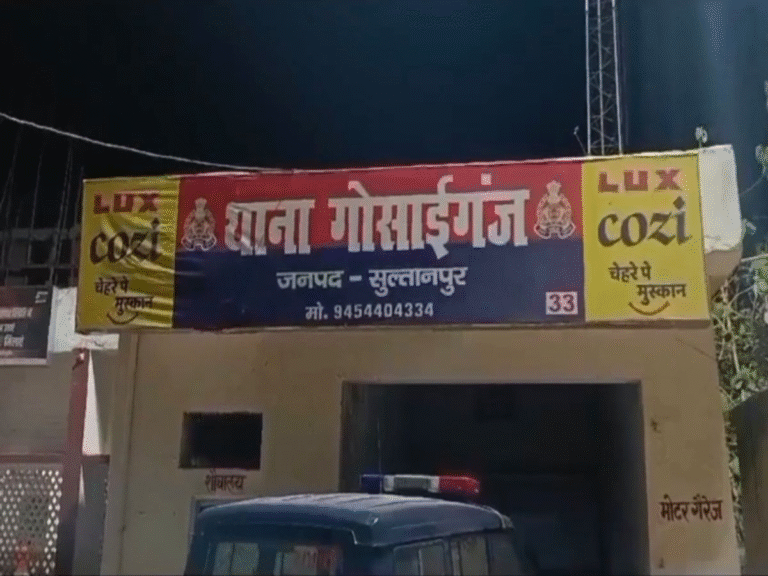 LUX
cozi
चेहरे पे
मुस्कान
थाना गोसाईगंज
जनपद - सुल्तानपुर
मो. 9454404334
33
LUX
cozi
चेहरे पे
मुस्कान
शौचालय
मोटर गैरेज